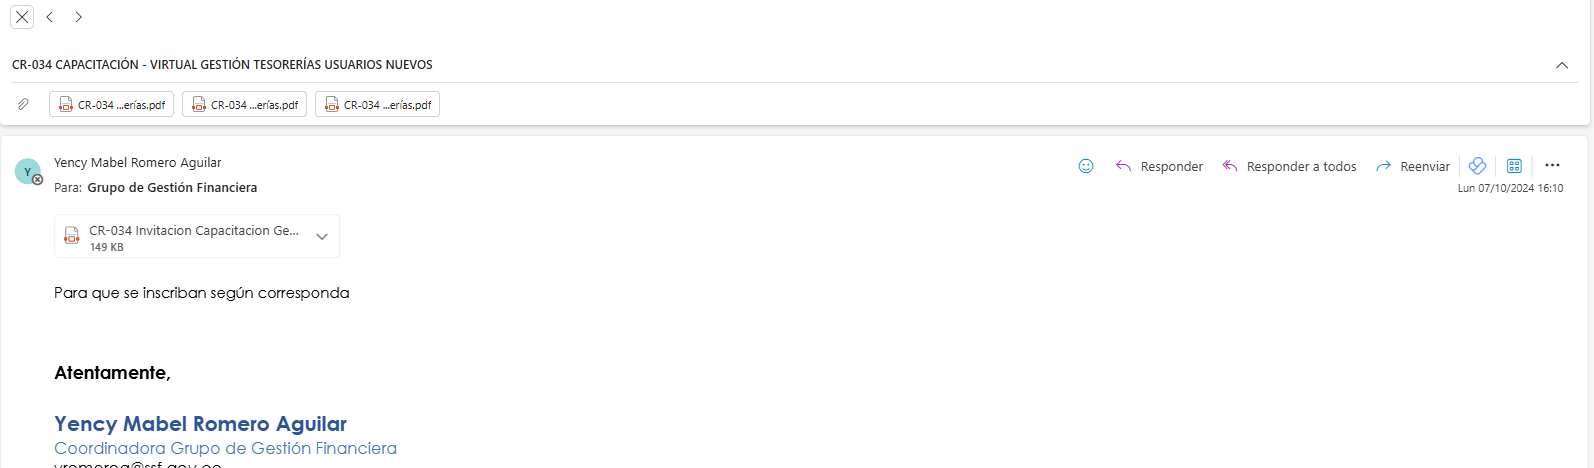 CR-034 CAPACITACIÓN - VIRTUAL GESTIÓN TESORERÍAS USUARIOS NUEVOS
CR-034 ...erías.pdf CR-034 ...erías.pdf CR-034 ...erías.pdf
Y
Yency Mabel Romero Aguilar
Responder Responder a todos Reenviar
Para: Grupo de Gestión Financiera
Lun 07/10/2024 16:10
CR-034 Invitacion Capacitacion Ge...
149 KB
Para que se inscriban según corresponda
Atentamente,
Yency Mabel Romero Aguilar
Coordinadora Grupo de Gestión Financiera